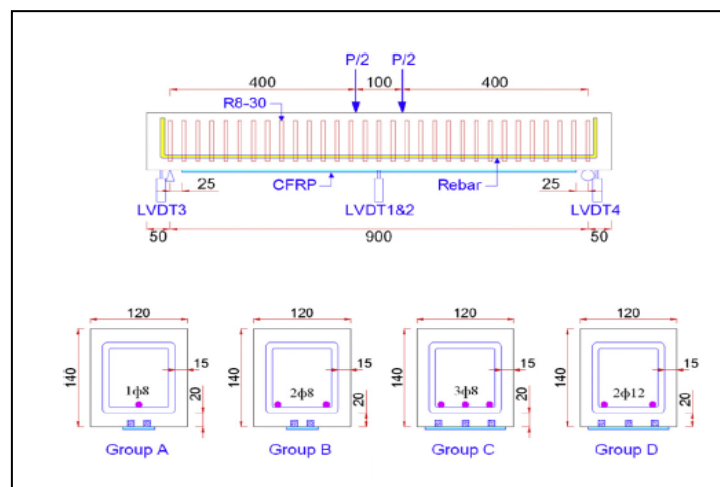 P/2 P/2
400 100 400
R8-30
25 CFRP Rebar 25
LVDT3 LVDT1&2 LVDT4
50 900 50
120 120 120 120
140 1ϕ8 15 20
140 2ϕ8 15 20
140 3ϕ8 15 20
140 2ϕ12 15 20
Group A Group B Group C Group D